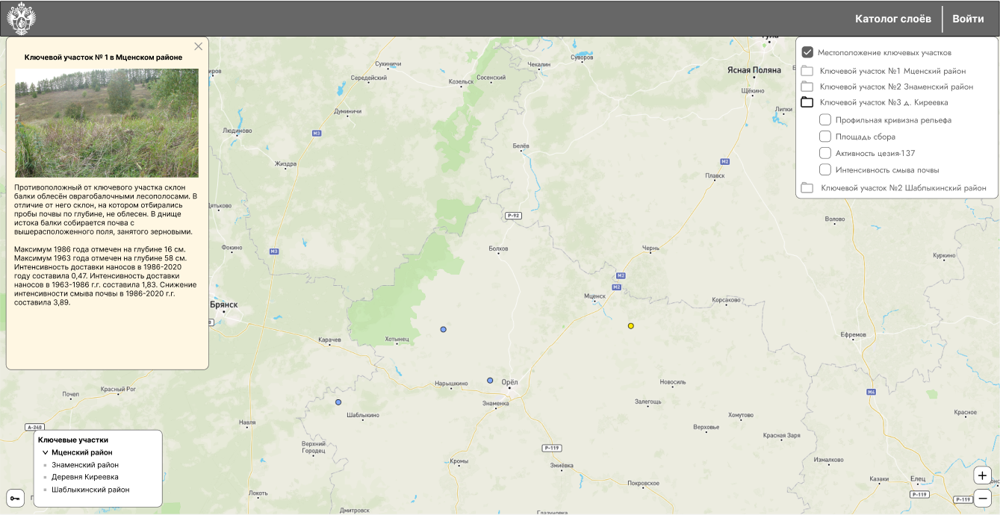 Католог слоёв
Войти
Ключевой участок № 1 в Мценском районе
Противоположный от ключевого участка склон
балки облесён оврагобалочными лесополосами. В
отличие от него склон, на котором отбирались
пробы почвы по глубине, не облесен. В днище
истока балки собирается почва с
вышерасположенного поля, занятого зерновыми.
Максимум 1986 года отмечен на глубине 16 см.
Максимум 1963 года отмечен на глубине 58 см.
Интенсивность доставки наносов в 1986-2020
году составила 0,47. Интенсивность доставки
наносов в 1963-1986 г.г. составила 1,83. Снижение
интенсивности смыва почвы в 1986-2020 г.г.
составила 3,89.
Местоположение ключевых участков
Ключевой участок №1 Мценский район
Ключевой участок №2 Знаменский район
Ключевой участок №3 д. Киреевка
Профильная кривизна рельефа
Площадь сбора
Активность цезия-137
Интенсивность смыва почвы
Ключевой участок №2 Шаблыкинский район
Тула
Сухиничи
Середейский
Козельск
Сосенский
Чекалин
Суворов
Ясная Поляна
Щёкино
Липки
Думиничи
Людиново
М3
Белёв
Жиздра
М2
Плавск
Р-92
Волово
Фокино
М3
Болхов
Чернь
Куркино
М2
М2
Мценск
Корсаково
Брянск
Карачев
Хотынец
Ефремов
Нарышкино
Орёл
Знаменка
Новосиль
Залегощь
М4
Красный Рог
Почеп
Шаблыкино
Хомутово
Верховье
Красное
Красная Заря
А-240
Навля
Верхний
Городец
Р-119
Кромы
Змиёвка
Измалково
Покровское
Казаки
Елец
Р-119
Р-119
Локоть
Дмитровск
Глазуновка
Ключевые участки
Мценский район
Знаменский район
Деревня Киреевка
Шаблыкинский район